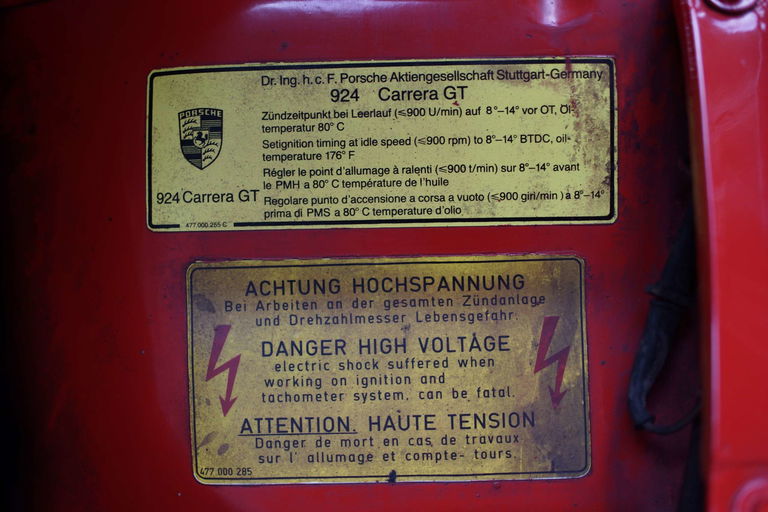 Dr. Ing. h. c. F. Porsche Aktiengesellschaft Stuttgart-Germany
924 Carrera GT
PORSCHE
Zündzeitpunkt bei Leerlauf (≤900 U/min) auf 8°–14° vor OT, Öl-
temperatur 80° C
Setignition timing at idle speed (≤900 rpm) to 8°–14° BTDC, oil-
temperature 176° F
Régler le point d'allumage à ralenti (≤900 t/min) sur 8°–14° avant
le PMH a 80° C température de l'huile
924 Carrera GT
Regolare punto d'accensione a corsa a vuoto (≤900 giri/min) a 8°–14°
prima di PMS a 80° C temperature d'olio
477.000.255 C
ACHTUNG HOCHSPANNUNG
Bei Arbeiten an der gesamten Zündanlage
und Drehzahlmesser Lebensgefahr.
DANGER HIGH VOLTAGE
electric shock suffered when
working on ignition and
tachometer system, can be fatal.
ATTENTION. HAUTE TENSION
Danger de mort en cas de travaux
sur l' allumage et compte- tours.
477 000 285